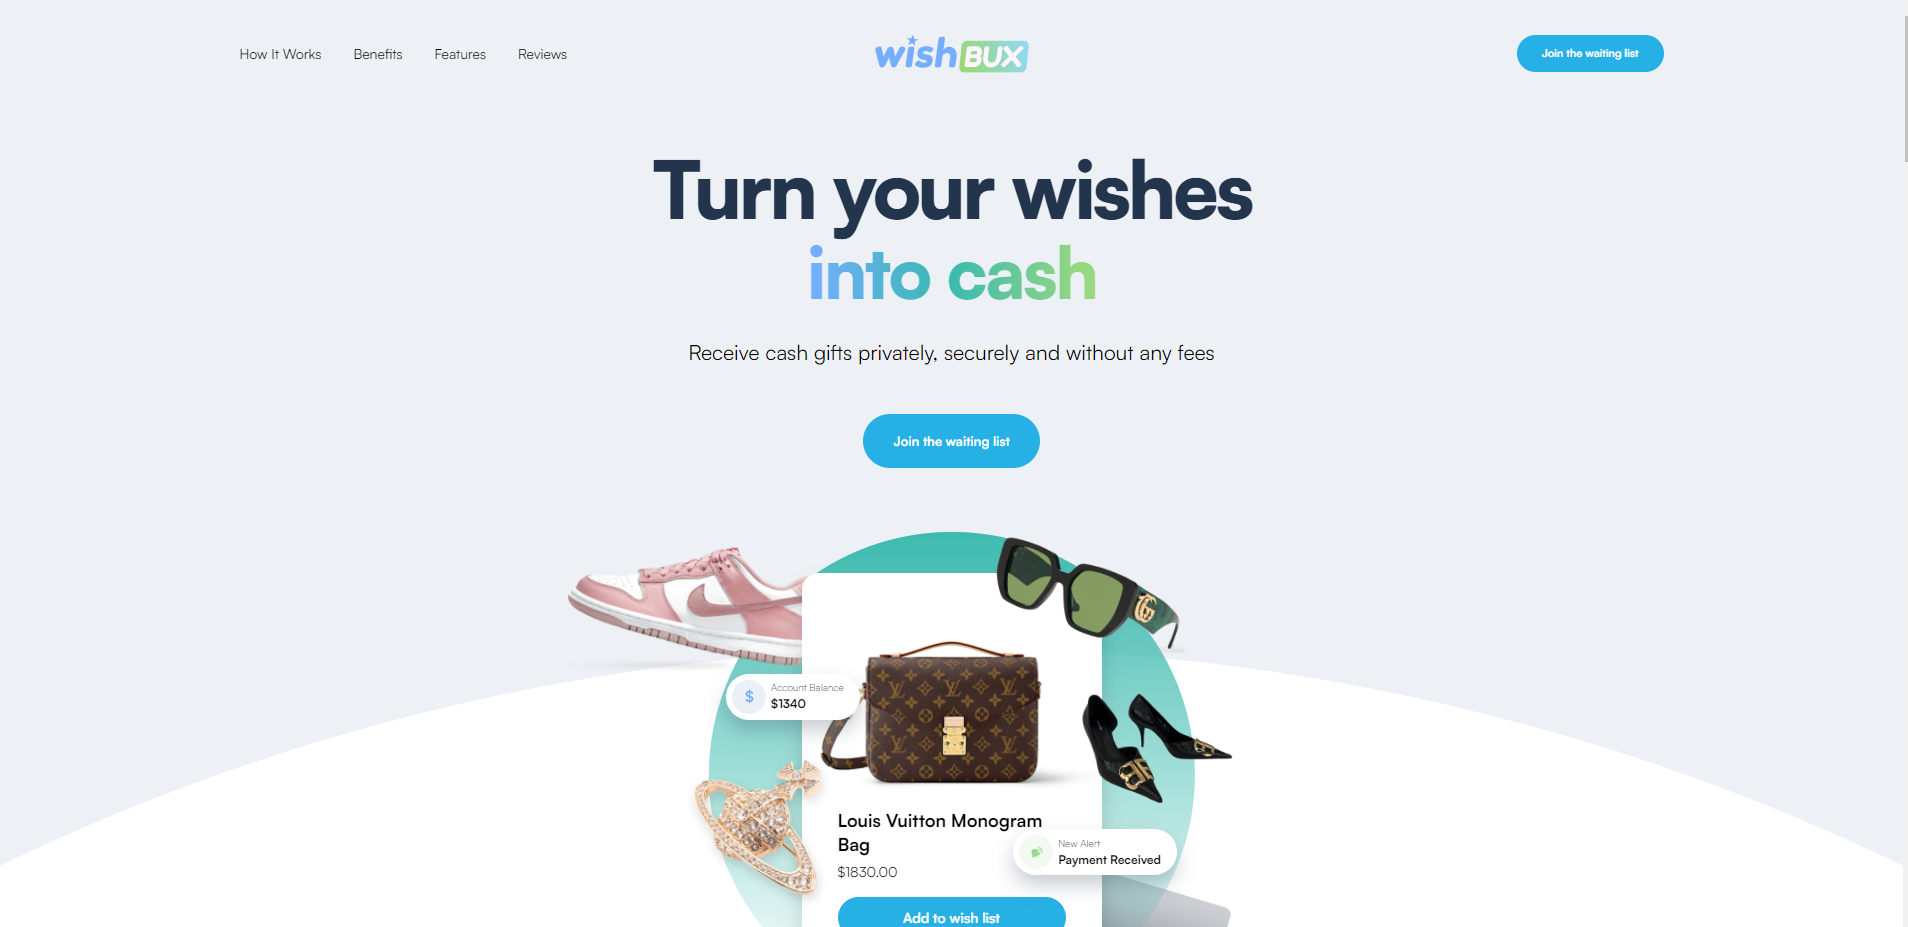 How It Works
Benefits
Features
Reviews
wish BUX
Join the waiting list
Turn your wishes
into cash
Receive cash gifts privately, securely and without any fees
Join the waiting list
$
Account Balance
$1340
Louis Vuitton Monogram
Bag
$1830.00
New Alert
Payment Received
Add to wish list